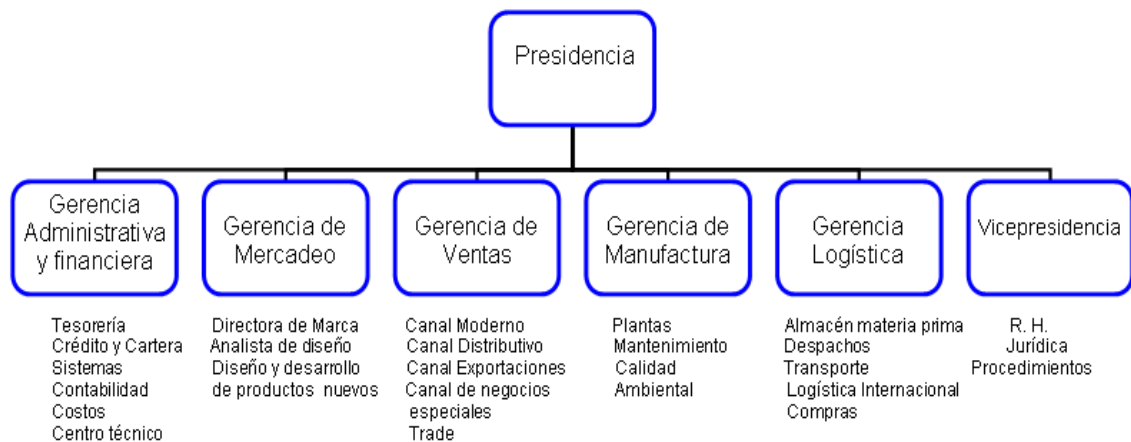 Presidencia
Gerencia
Administrativa
y financiera
Gerencia de
Mercadeo
Gerencia de
Ventas
Gerencia de
Manufactura
Gerencia
Logística
Vicepresidencia
Tesorería
Crédito y Cartera
Sistemas
Contabilidad
Costos
Centro técnico
Directora de Marca
Analista de diseño
Diseño y desarrollo
de productos nuevos
Canal Moderno
Canal Distributivo
Canal Exportaciones
Canal de negocios
especiales
Trade
Plantas
Mantenimiento
Calidad
Ambiental
Almacén materia prima
Despachos
Transporte
Logística Internacional
Compras
R. H.
Jurídica
Procedimientos